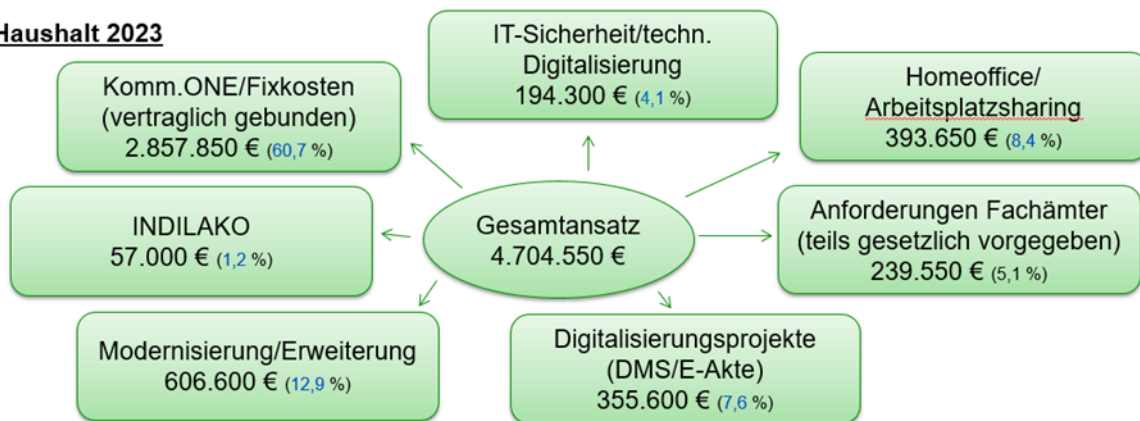 Haushalt 2023
IT-Sicherheit/techn.
Digitalisierung
194.300 € (4,1 %)
Komm.ONE/Fixkosten
(vertraglich gebunden)
2.857.850 € (60,7 %)
Homeoffice/
Arbeitsplatzsharing
393.650 € (8,4 %)
INDILAKO
57.000 € (1,2 %)
Gesamtansatz
4.704.550 €
Anforderungen Fachämter
(teils gesetzlich vorgegeben)
239.550 € (5,1 %)
Modernisierung/Erweiterung
606.600 € (12,9 %)
Digitalisierungsprojekte
(DMS/E-Akte)
355.600 € (7,6 %)